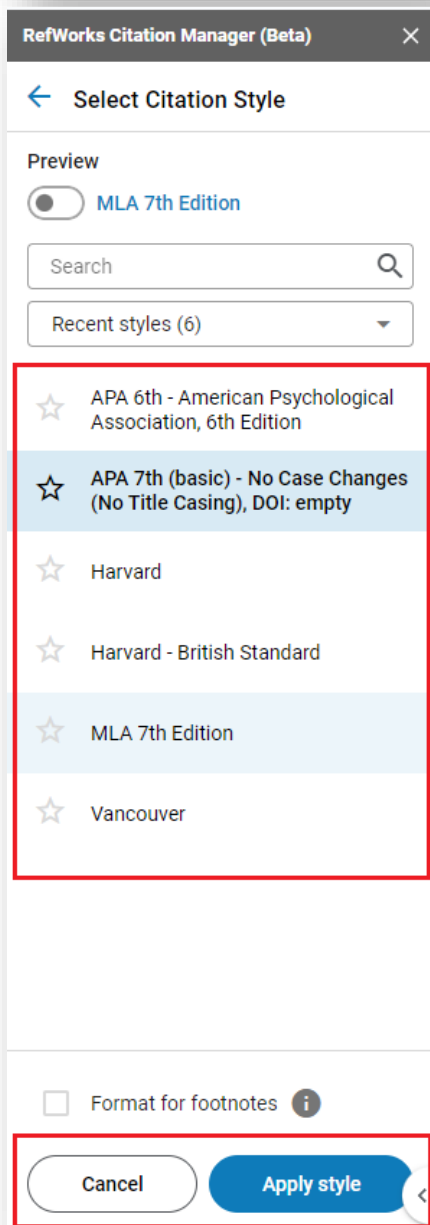 RefWorks Citation Manager (Beta)
Select Citation Style
Preview
MLA 7th Edition
Search
Recent styles (6)
APA 6th - American Psychological
Association, 6th Edition
APA 7th (basic) - No Case Changes
(No Title Casing), DOI: empty
Harvard
Harvard - British Standard
MLA 7th Edition
Vancouver
Format for footnotes
Cancel
Apply style